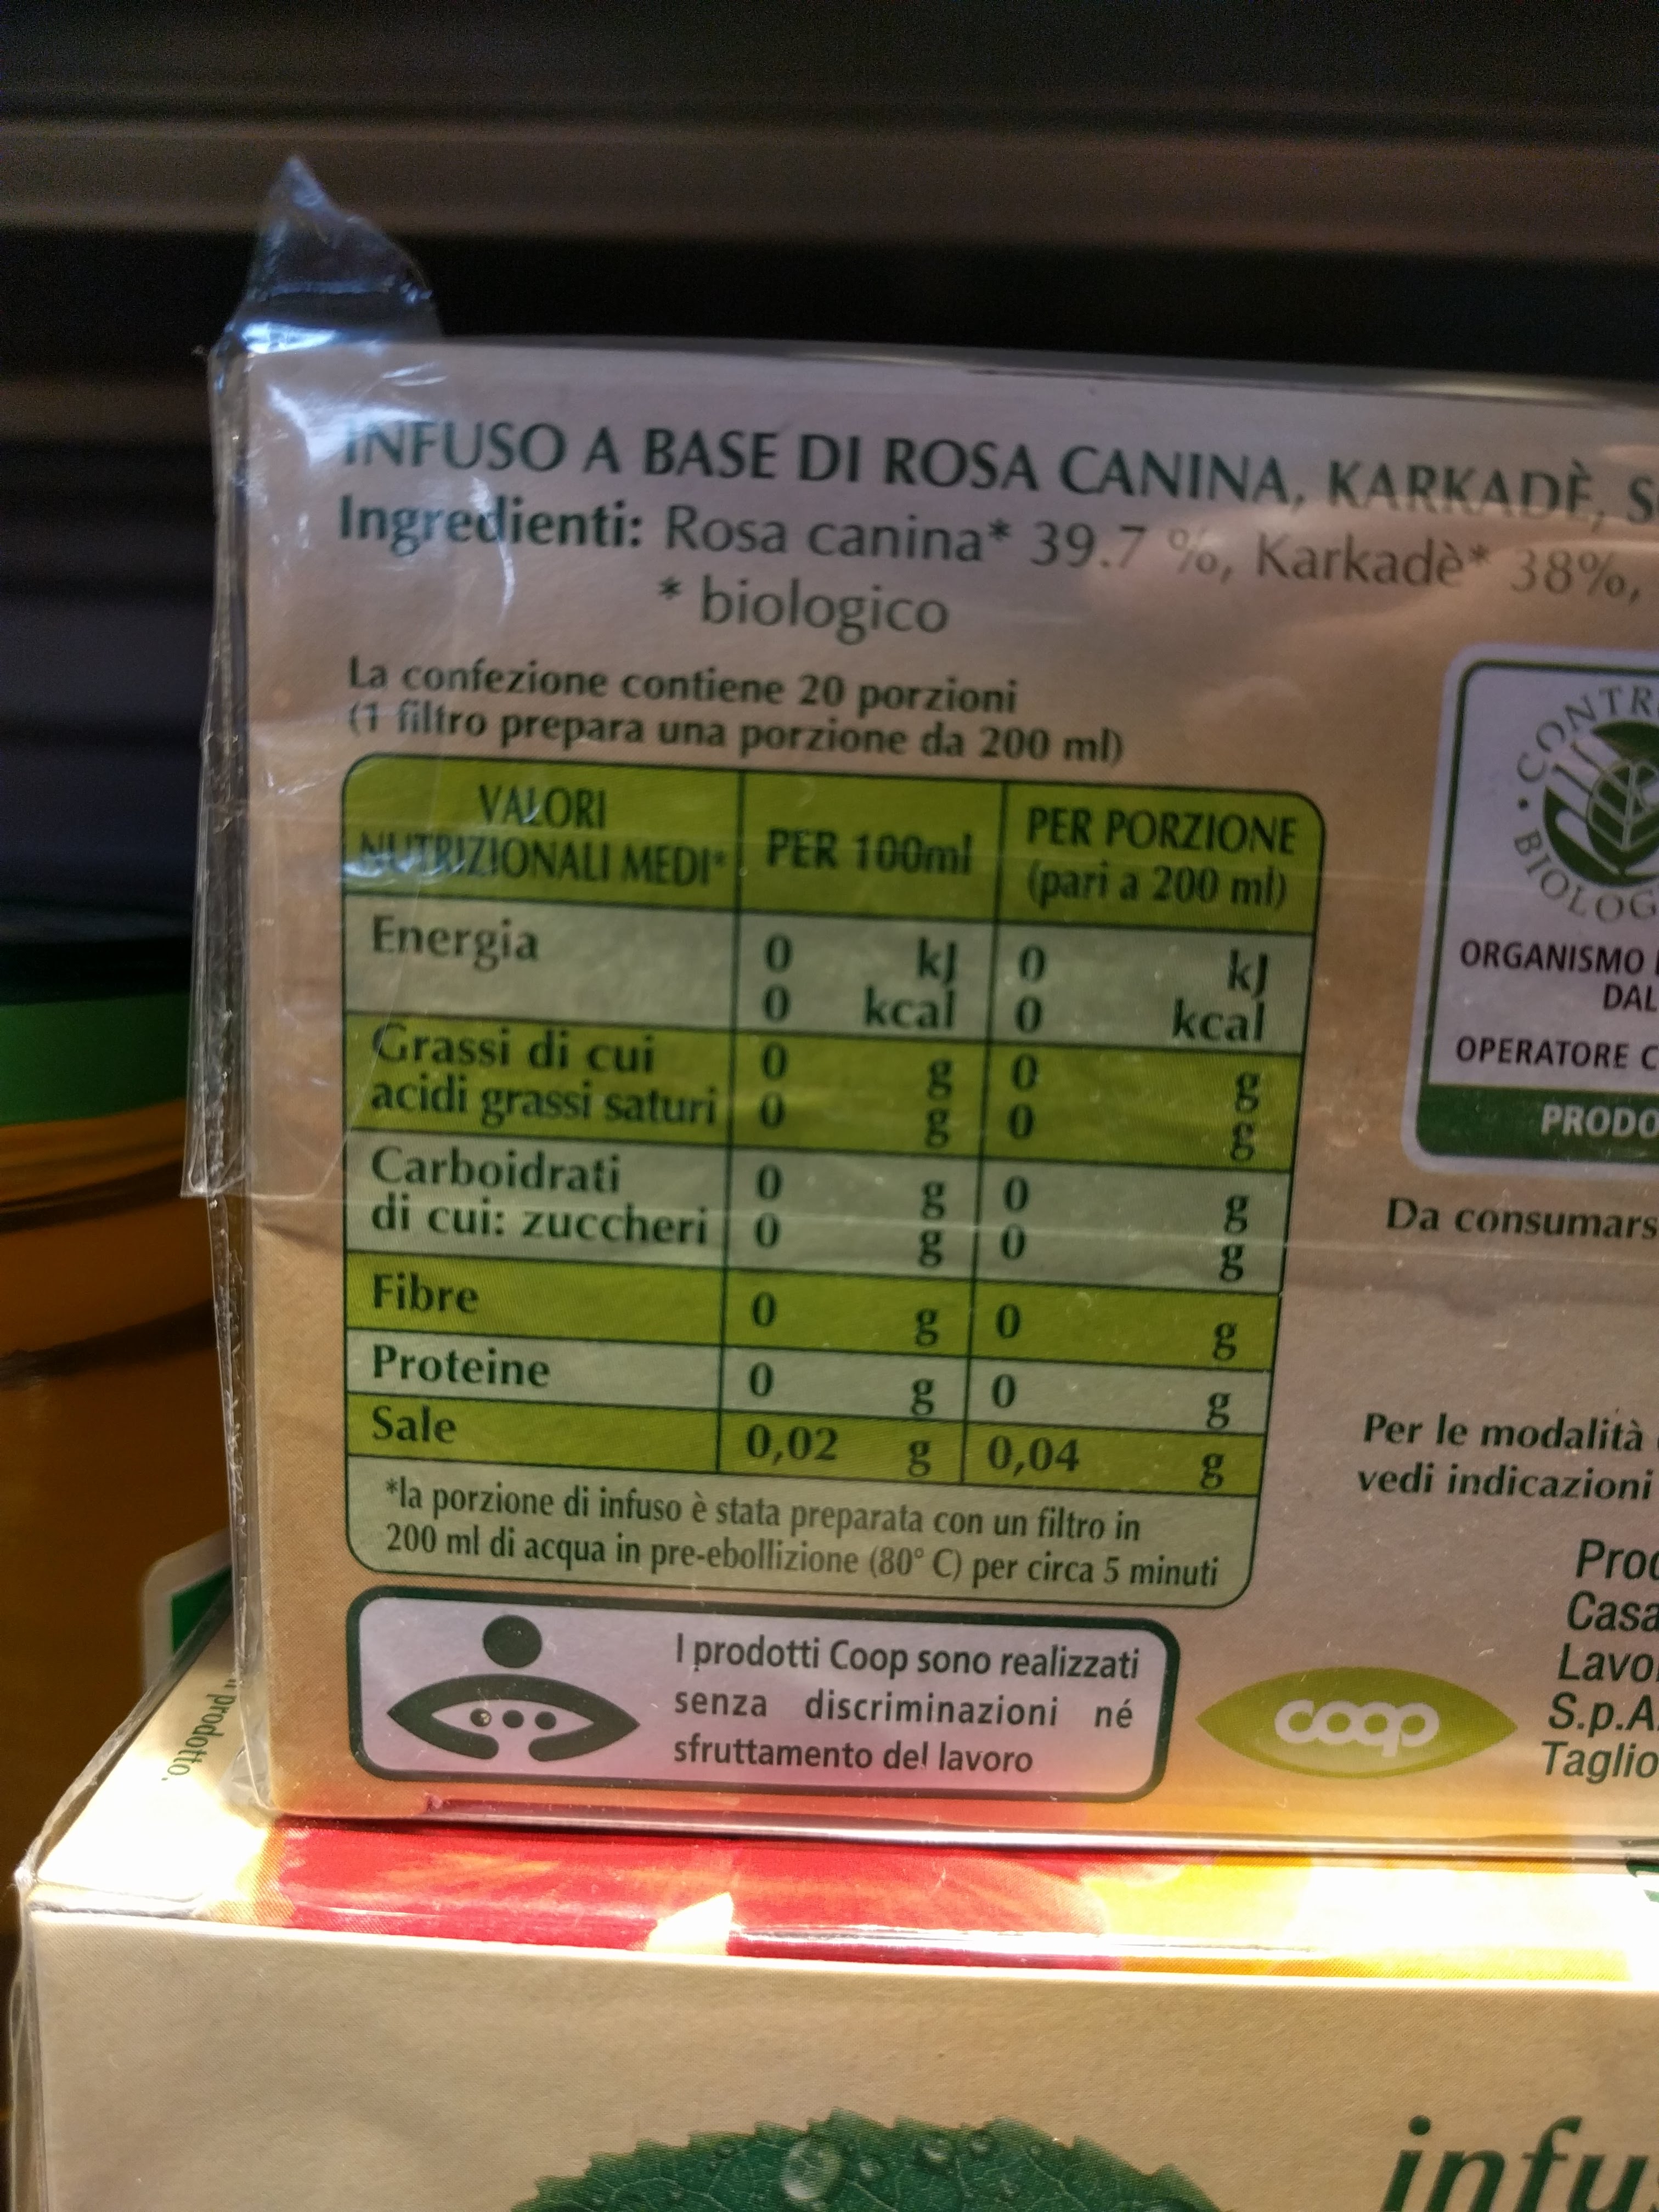 INFUSO A BASE DI ROSA CANINA, KARKADÈ,
Ingredienti: Rosa canina* 39.7 %, Karkadè* 38%,
* biologico
La confezione contiene 20 porzioni
(1 filtro prepara una porzione da 200 ml)
VALORI NUTRIZIONALI MEDI* PER 100ml PER PORZIONE (pari a 200 ml)
Energia 0 kJ 0 kJ
0 kcal 0 kcal
Grassi di cui 0 g 0 g
acidi grassi saturi 0 g 0 g
Carboidrati 0 g 0 g
di cui: zuccheri 0 g 0 g
Fibre 0 g 0 g
Proteine 0 g 0 g
Sale 0,02 g 0,04 g
*la porzione di infuso è stata preparata con un filtro in
200 ml di acqua in pre-ebollizione (80° C) per circa 5 minuti
I prodotti Coop sono realizzati
senza discriminazioni né
sfruttamento del lavoro
coop
ORGANISMO
DAL
OPERATORE
Da consumars
Per le modalità
vedi indicazioni
Casa
S.p.A.
prodotto.
infu